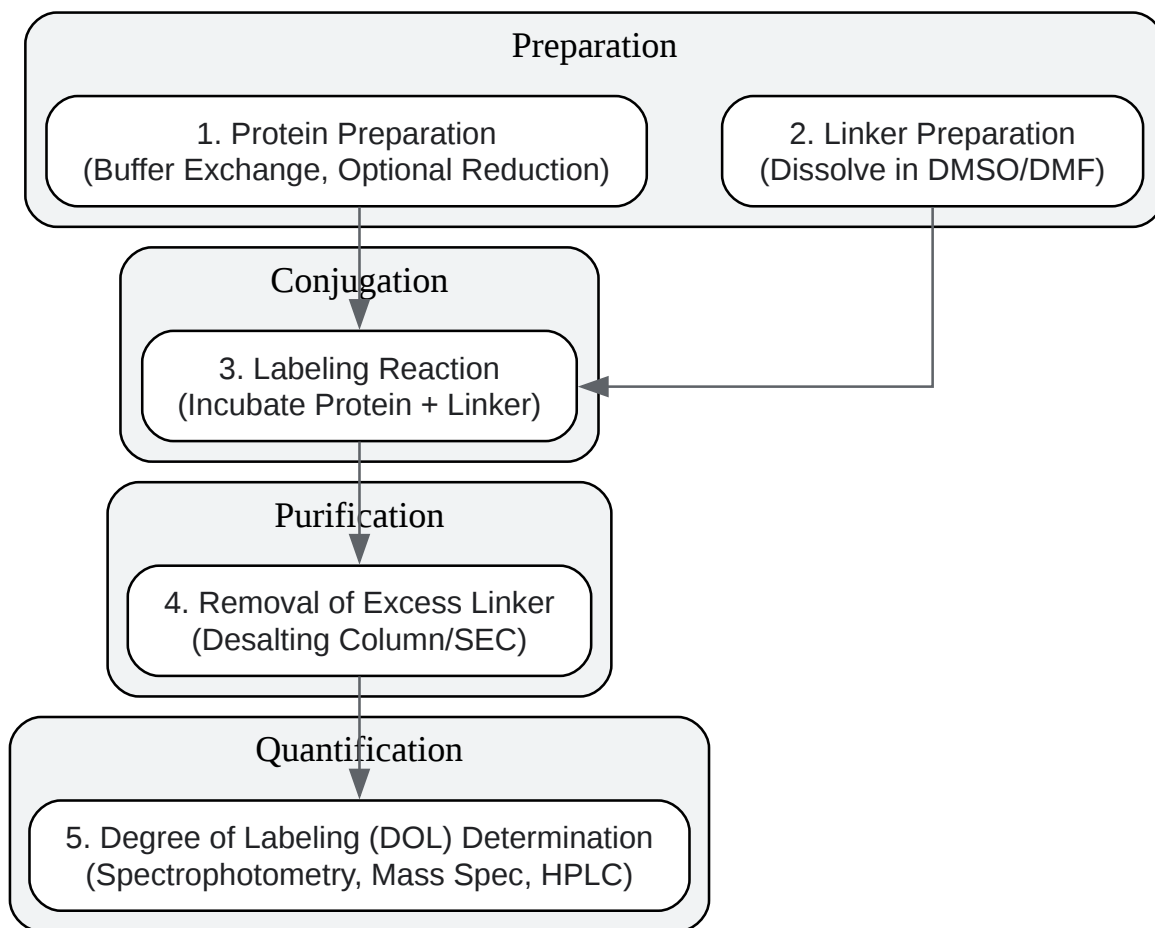 Preparation
1. Protein Preparation
(Buffer Exchange, Optional Reduction)
2. Linker Preparation
(Dissolve in DMSO/DMF)
Conjugation
3. Labeling Reaction
(Incubate Protein + Linker)
Purification
4. Removal of Excess Linker
(Desalting Column/SEC)
Quantification
5. Degree of Labeling (DOL) Determination
(Spectrophotometry, Mass Spec, HPLC)